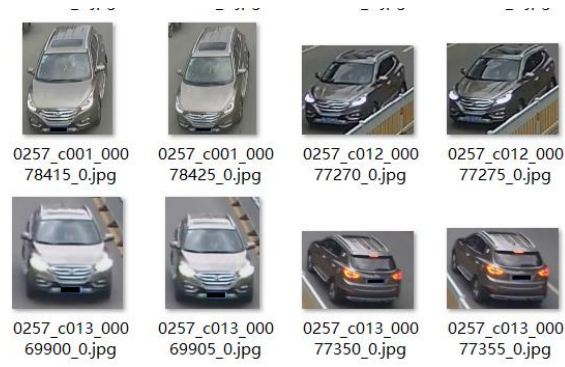 0257_c001_000 0257_c001_000 0257_c012_000 0257_c012_000
78415_0.jpg 78425_0.jpg 77270_0.jpg 77275_0.jpg
0257_c013_000 0257_c013_000 0257_c013_000 0257_c013_000
69900_0.jpg 69905_0.jpg 77350_0.jpg 77355_0.jpg